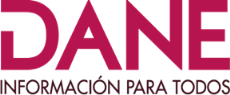 DANE
INFORMACIÓN PARA TODOS